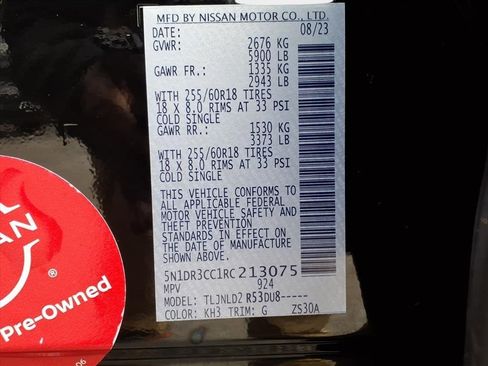 MFD BY NISSAN MOTOR CO., LTD.
DATE: 08/23
GVWR: 2676 KG
5900 LB
GAWR FR.: 1335 KG
2943 LB
WITH 255/60R18 TIRES
18 X 8.0 RIMS AT 33 PSI
COLD SINGLE
GAWR RR.: 1530 KG
3373 LB
WITH 255/60R18 TIRES
18 X 8.0 RIMS AT 33 PSI
COLD SINGLE
THIS VEHICLE CONFORMS TO
ALL APPLICABLE FEDERAL
MOTOR VEHICLE SAFETY AND
THEFT PREVENTION
STANDARDS IN EFFECT ON
THE DATE OF MANUFACTURE
SHOWN ABOVE.
5N1DR3CC1RC213075
MPV 924
MODEL: TLJNLD2 R53DU8-----
COLOR: KH3 TRIM: G ZS30A
Pre-Owned